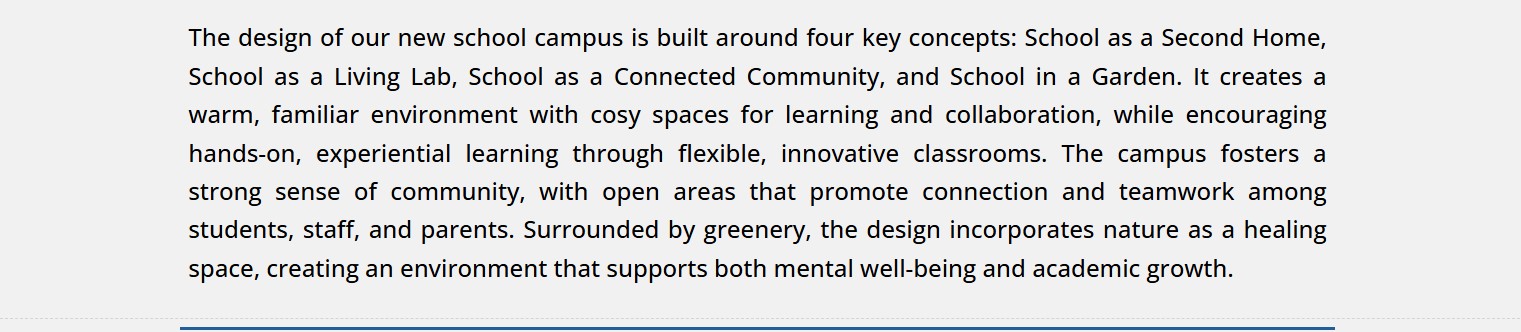 The design of our new school campus is built around four key concepts: School as a Second Home,
School as a Living Lab, School as a Connected Community, and School in a Garden. It creates a
warm, familiar environment with cosy spaces for learning and collaboration, while encouraging
hands-on, experiential learning through flexible, innovative classrooms. The campus fosters a
strong sense of community, with open areas that promote connection and teamwork among
students, staff, and parents. Surrounded by greenery, the design incorporates nature as a healing
space, creating an environment that supports both mental well-being and academic growth.